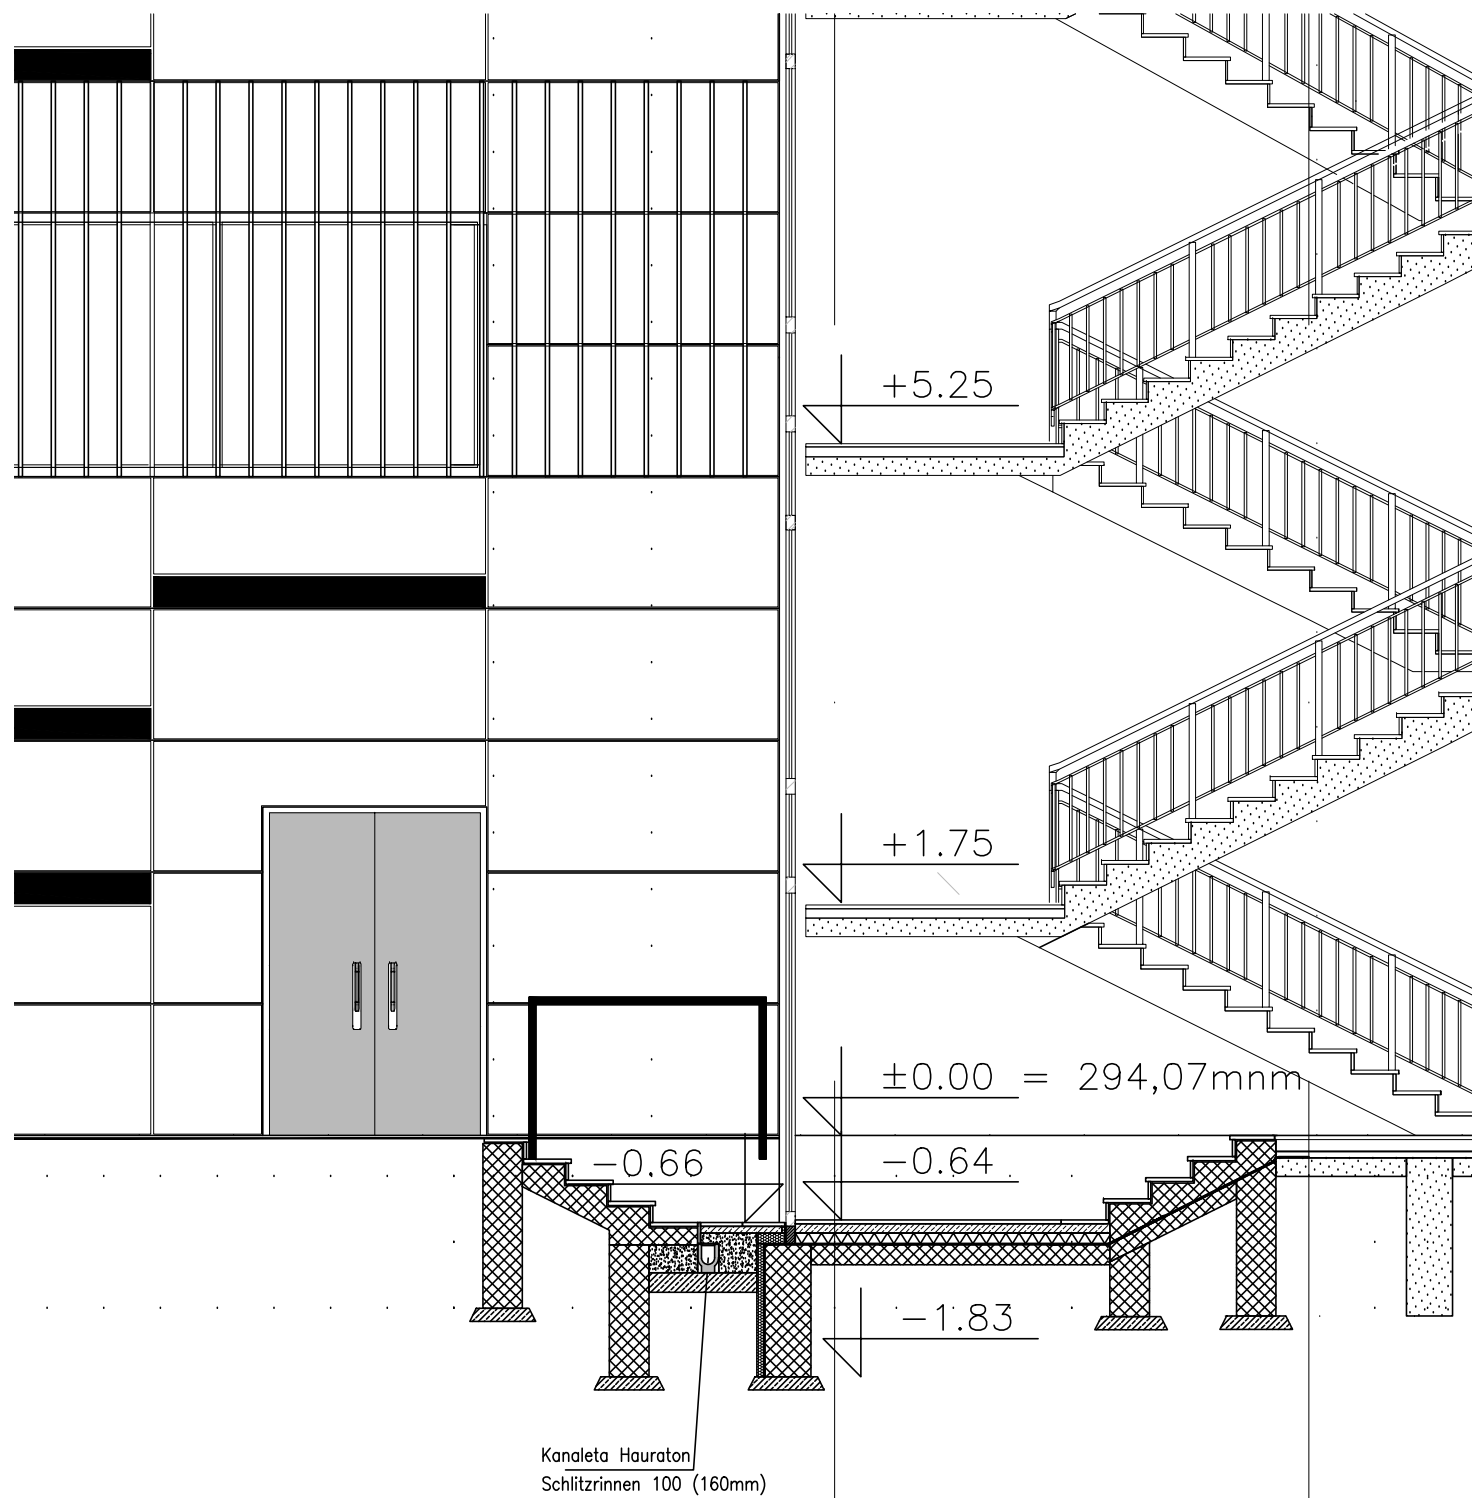 +5.25
+1.75
±0.00 = 294,07mnm
−0.66
−0.64
−1.83
Kanaleta Hauraton
Schlitzrinnen 100 (160mm)